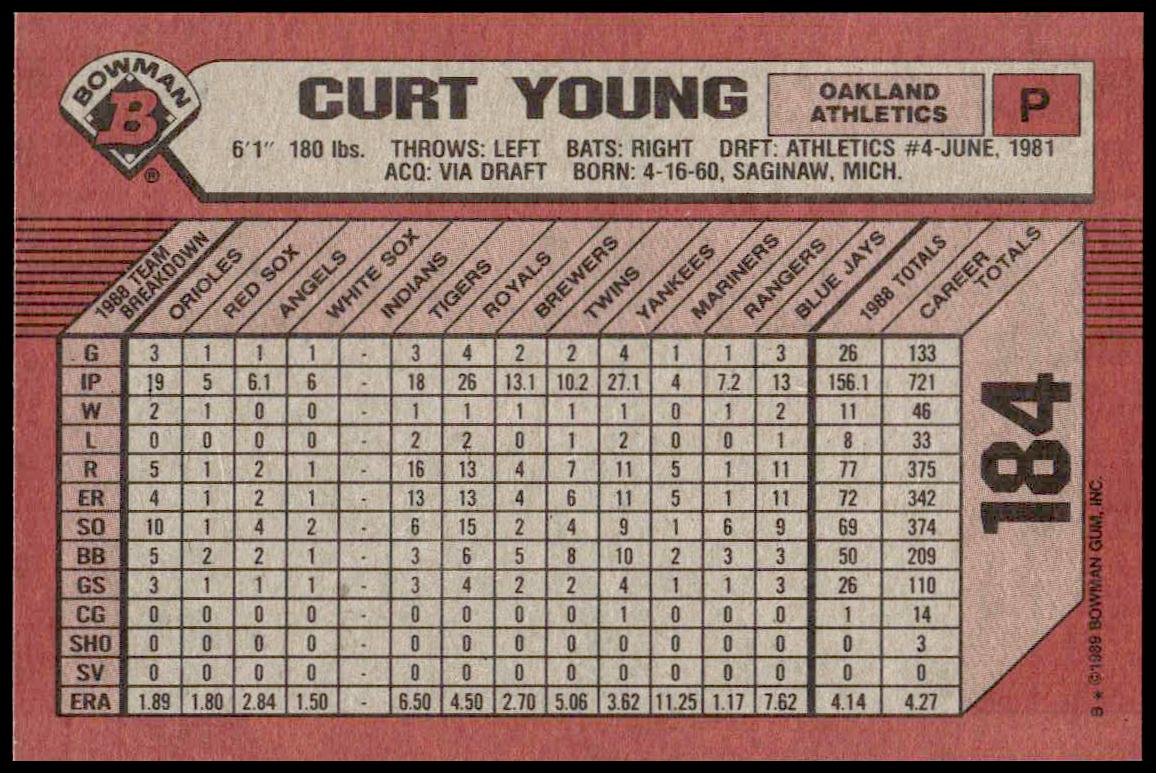 BOWMAN
B
®
CURT YOUNG
OAKLAND
ATHLETICS
P
6'1" 180 lbs. THROWS: LEFT BATS: RIGHT DRFT: ATHLETICS #4-JUNE, 1981
ACQ: VIA DRAFT BORN: 4-16-60, SAGINAW, MICH.
1988 TEAM BREAKDOWN ORIOLES RED SOX ANGELS WHITE SOX INDIANS TIGERS ROYALS BREWERS TWINS YANKEES MARINERS RANGERS BLUE JAYS 1988 TOTALS CAREER TOTALS
G 3 1 1 1 - 3 4 2 2 4 1 1 3 26 133
IP 19 5 6.1 6 - 18 26 13.1 10.2 27.1 4 7.2 13 156.1 721
W 2 1 0 0 - 1 1 1 1 1 0 1 2 11 46
L 0 0 0 0 - 2 2 0 1 2 0 0 1 8 33
R 5 1 2 1 - 16 13 4 7 11 5 1 11 77 375
ER 4 1 2 1 - 13 13 4 6 11 5 1 11 72 342
SO 10 1 4 2 - 6 15 2 4 9 1 6 9 69 374
BB 5 2 2 1 - 3 6 5 8 10 2 3 3 50 209
GS 3 1 1 1 - 3 4 2 2 4 1 1 3 26 110
CG 0 0 0 0 - 0 0 0 0 1 0 0 0 1 14
SHO 0 0 0 0 - 0 0 0 0 0 0 0 0 0 3
SV 0 0 0 0 - 0 0 0 0 0 0 0 0 0 0
ERA 1.89 1.80 2.84 1.50 - 6.50 4.50 2.70 5.06 3.62 11.25 1.17 7.62 4.14 4.27
184
B * ©1989 BOWMAN GUM, INC.